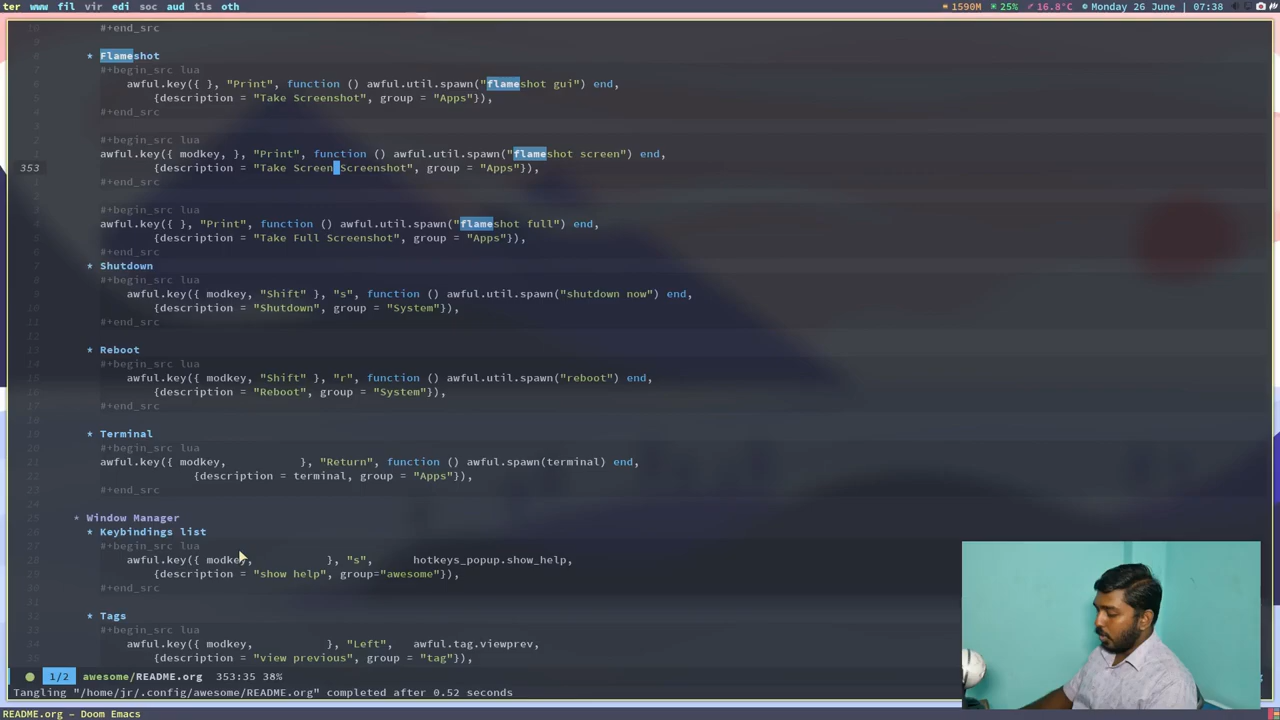 ter www fil vir edi soc aud tls oth
1590M 25% 16.8°C Monday 26 June | 07:38
#+end_src
* Flameshot
#+begin_src lua
awful.key({ }, "Print", function () awful.util.spawn("flameshot gui") end,
{description = "Take Screenshot", group = "Apps"}),
#+end_src
#+begin_src lua
awful.key({ modkey, }, "Print", function () awful.util.spawn("flameshot screen") end,
353 {description = "Take Screen Screenshot", group = "Apps"}),
#+end_src
#+begin_src lua
awful.key({ }, "Print", function () awful.util.spawn("flameshot full") end,
{description = "Take Full Screenshot", group = "Apps"}),
#+end_src
* Shutdown
#+begin_src lua
awful.key({ modkey, "Shift" }, "s", function () awful.util.spawn("shutdown now") end,
{description = "Shutdown", group = "System"}),
#+end_src
* Reboot
#+begin_src lua
awful.key({ modkey, "Shift" }, "r", function () awful.util.spawn("reboot") end,
{description = "Reboot", group = "System"}),
#+end_src
* Terminal
#+begin_src lua
awful.key({ modkey, }, "Return", function () awful.spawn(terminal) end,
{description = terminal, group = "Apps"}),
#+end_src
* Window Manager
* Keybindings list
#+begin_src lua
awful.key({ modkey, }, "s", hotkeys_popup.show_help,
{description = "show help", group="awesome"}),
#+end_src
* Tags
#+begin_src lua
awful.key({ modkey, }, "Left", awful.tag.viewprev,
{description = "view previous", group = "tag"}),
1/2 awesome/README.org 353:35 38%
Tangling "/home/jr/.config/awesome/README.org" completed after 0.52 seconds
README.org – Doom Emacs